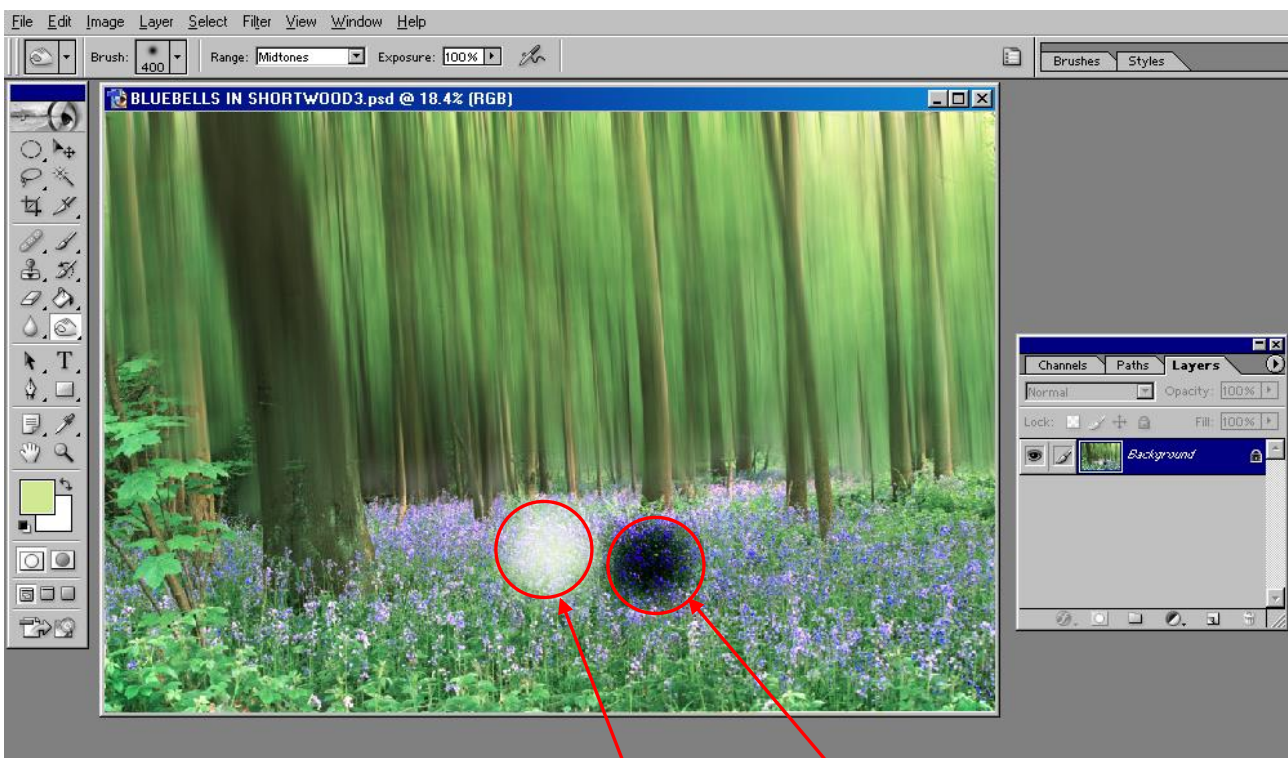 File Edit Image Layer Select Filter View Window Help
Brush: 400 Range: Midtones Exposure: 100% Brushes Styles
BLUEBELLS IN SHORTWOOD3.psd @ 18.4% (RGB)
T
Channels Paths Layers
Normal Opacity: 100%
Lock: Fill: 100%
Background